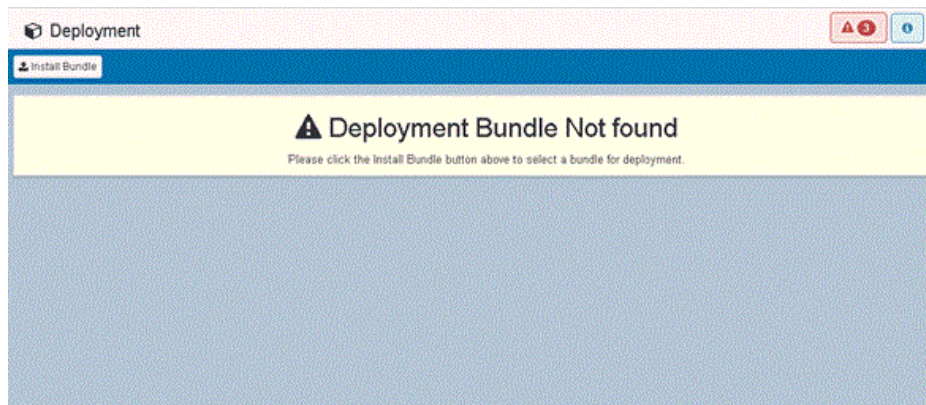 Deployment
3
Install Bundle
Deployment Bundle Not found
Please click the Install Bundle button above to select a bundle for deployment.